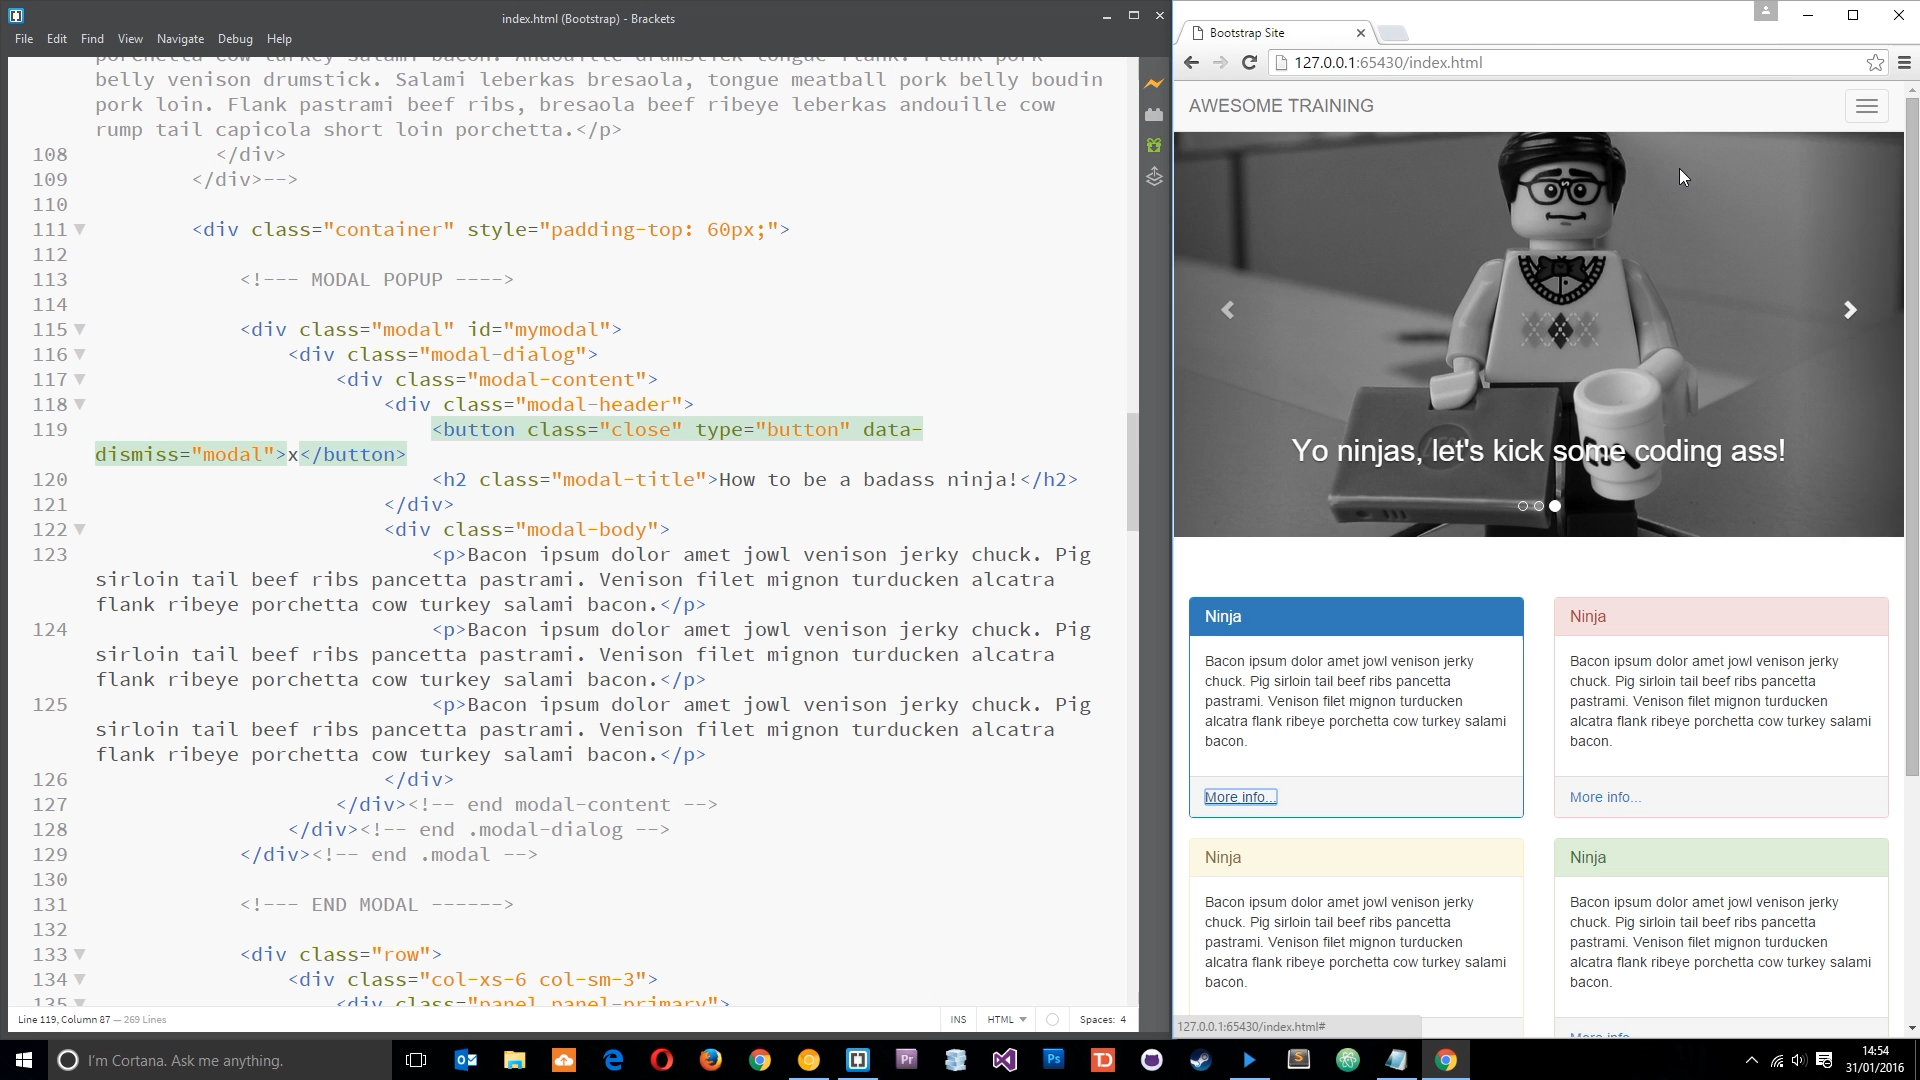 index.html (Bootstrap) - Brackets
File Edit Find View Navigate Debug Help
belly venison drumstick. Salami leberkas bresaola, tongue meatball pork belly boudin
pork loin. Flank pastrami beef ribs, bresaola beef ribeye leberkas andouille cow
rump tail capicola short loin porchetta.</p>
108 </div>
109 </div>-->
110
111 <div class="container" style="padding-top: 60px;">
112
113 <!--- MODAL POPUP ---->
114
115 <div class="modal" id="mymodal">
116 <div class="modal-dialog">
117 <div class="modal-content">
118 <div class="modal-header">
119 <button class="close" type="button" data-
dismiss="modal">x</button>
120 <h2 class="modal-title">How to be a badass ninja!</h2>
121 </div>
122 <div class="modal-body">
123 <p>Bacon ipsum dolor amet jowl venison jerky chuck. Pig
sirloin tail beef ribs pancetta pastrami. Venison filet mignon turducken alcatra
flank ribeye porchetta cow turkey salami bacon.</p>
124 <p>Bacon ipsum dolor amet jowl venison jerky chuck. Pig
sirloin tail beef ribs pancetta pastrami. Venison filet mignon turducken alcatra
flank ribeye porchetta cow turkey salami bacon.</p>
125 <p>Bacon ipsum dolor amet jowl venison jerky chuck. Pig
sirloin tail beef ribs pancetta pastrami. Venison filet mignon turducken alcatra
flank ribeye porchetta cow turkey salami bacon.</p>
126 </div>
127 </div><!-- end modal-content -->
128 </div><!-- end .modal-dialog -->
129 </div><!-- end .modal -->
130
131 <!--- END MODAL ------>
132
133 <div class="row">
134 <div class="col-xs-6 col-sm-3">
135 <div class="panel panel-primary">
Line 119, Column 87 — 269 Lines
INS HTML Spaces: 4
Bootstrap Site
127.0.0.1:65430/index.html
AWESOME TRAINING
Yo ninjas, let's kick some coding ass!
Ninja
Bacon ipsum dolor amet jowl venison jerky
chuck. Pig sirloin tail beef ribs pancetta
pastrami. Venison filet mignon turducken
alcatra flank ribeye porchetta cow turkey salami
bacon.
More info...
Ninja
Bacon ipsum dolor amet jowl venison jerky
chuck. Pig sirloin tail beef ribs pancetta
pastrami. Venison filet mignon turducken
alcatra flank ribeye porchetta cow turkey salami
bacon.
More info...
Ninja
Bacon ipsum dolor amet jowl venison jerky
chuck. Pig sirloin tail beef ribs pancetta
pastrami. Venison filet mignon turducken
alcatra flank ribeye porchetta cow turkey salami
bacon.
Ninja
Bacon ipsum dolor amet jowl venison jerky
chuck. Pig sirloin tail beef ribs pancetta
pastrami. Venison filet mignon turducken
alcatra flank ribeye porchetta cow turkey salami
bacon.
127.0.0.1:65430/index.html#
I'm Cortana. Ask me anything.
14:54
31/01/2016